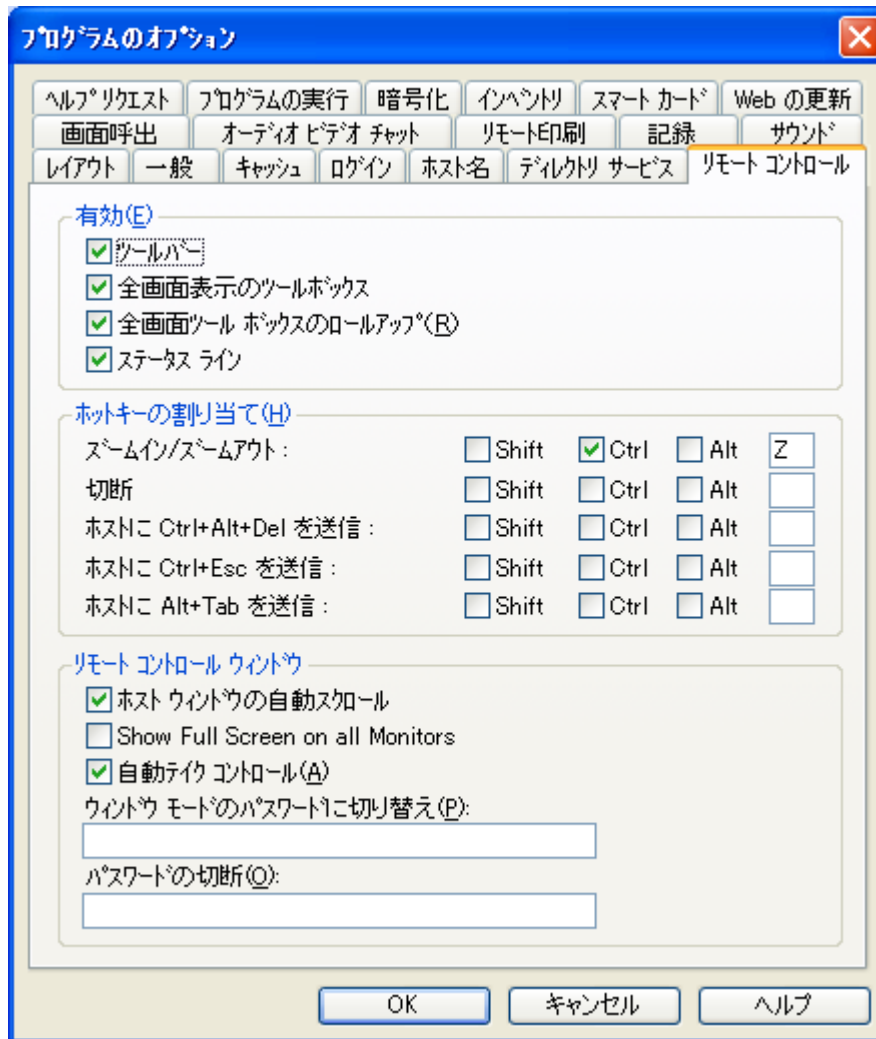 プログラムのオプション
ヘルプ リクエスト プログラムの実行 暗号化 インベントリ スマート カード Web の更新
画面呼出 オーディオ ビデオ チャット リモート印刷 記録 サウンド
レイアウト 一般 キャッシュ ログイン ホスト名 ディレクトリ サービス リモート コントロール
有効(E)
ツールバー
全画面表示のツールボックス
全画面ツール ボックスのロールアップ(R)
ステータス ライン
ホットキーの割り当て(H)
ズームイン/ズームアウト : Shift Ctrl Alt Z
切断 Shift Ctrl Alt
ホストに Ctrl+Alt+Del を送信 : Shift Ctrl Alt
ホストに Ctrl+Esc を送信 : Shift Ctrl Alt
ホストに Alt+Tab を送信 : Shift Ctrl Alt
リモート コントロール ウィンドウ
ホスト ウィンドウの自動スクロール
Show Full Screen on all Monitors
自動テイク コントロール(A)
ウィンドウ モードのパスワードに切り替え(P):
パスワードの切断(O):
OK キャンセル ヘルプ